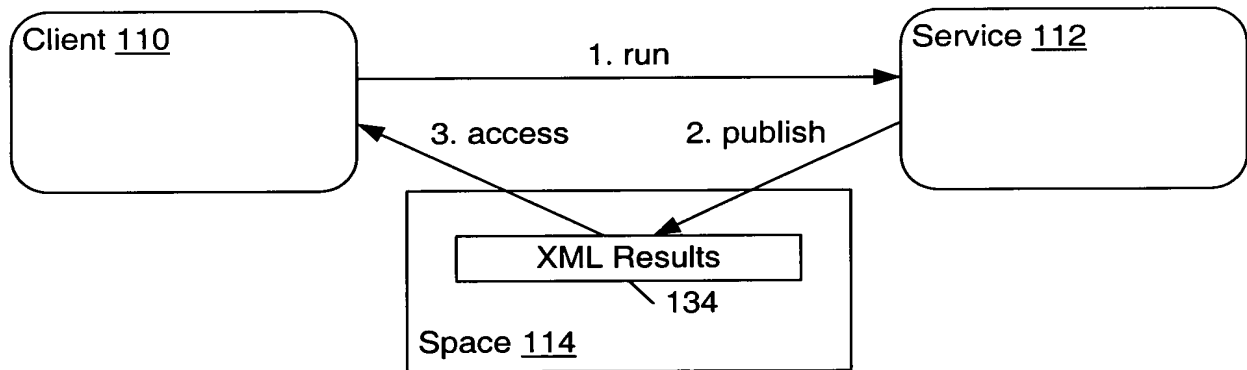 Client 110
Service 112
1. run
3. access
2. publish
XML Results
134
Space 114